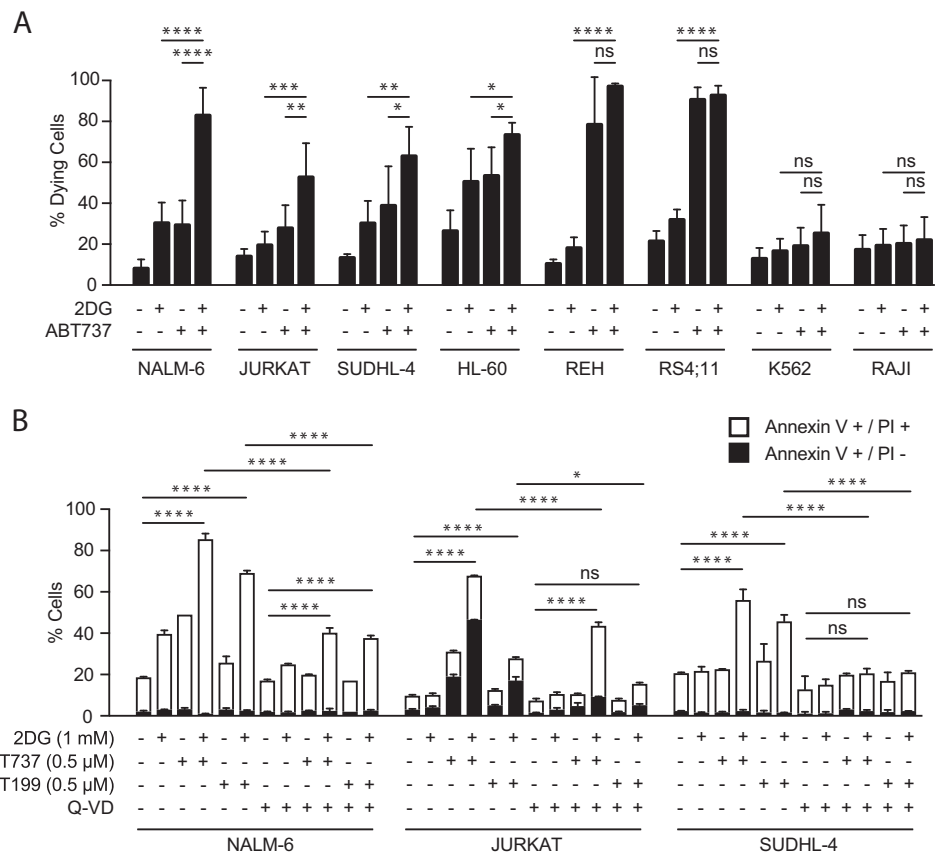 A
**** **** ****
**** ns ns
*** ** *
** * *
ns ns
ns ns
% Dying Cells
100
80
60
40
20
0
2DG - + - + - + - + - + - + - + - + - + - + - + - + - + - + - + - +
ABT737 - - + + - - + + - - + + - - + + - - + + - - + + - - + + - - + +
NALM-6 JURKAT SUDHL-4 HL-60 REH RS4;11 K562 RAJI
B
Annexin V + / PI +
Annexin V + / PI -
****
**** * ****
**** **** ****
**** **** ****
**** **** ****
**** ns ns
**** **** ns
% Cells
100
80
60
40
20
0
2DG (1 mM) - + - + - + - + - + - + - + - + - + - + - + - + - + - + - + - + - + - +
T737 (0.5 μM) - - + + - - - - + + - - - - + + - - - - + + - - - - + + - - - - + + - -
T199 (0.5 μM) - - - - + + - - - - + + - - - - + + - - - - + + - - - - + + - - - - + +
Q-VD - - - - - - + + + + + + - - - - - - + + + + + + - - - - - - + + + + + +
NALM-6 JURKAT SUDHL-4